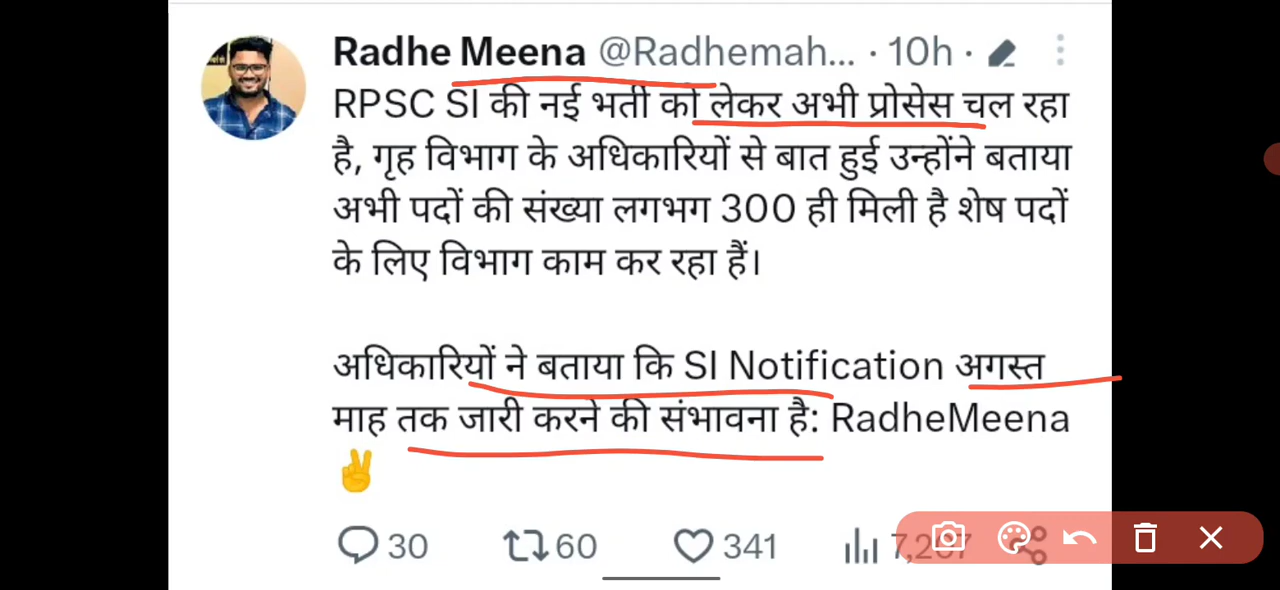 Radhe Meena @Radhemah... · 10h ·
RPSC SI की नई भर्ती को लेकर अभी प्रोसेस चल रहा
है, गृह विभाग के अधिकारियों से बात हुई उन्होंने बताया
अभी पदों की संख्या लगभग 300 ही मिली है शेष पदों
के लिए विभाग काम कर रहा हैं।
अधिकारियों ने बताया कि SI Notification अगस्त
माह तक जारी करने की संभावना है: RadheMeena
✌️
30 60 341